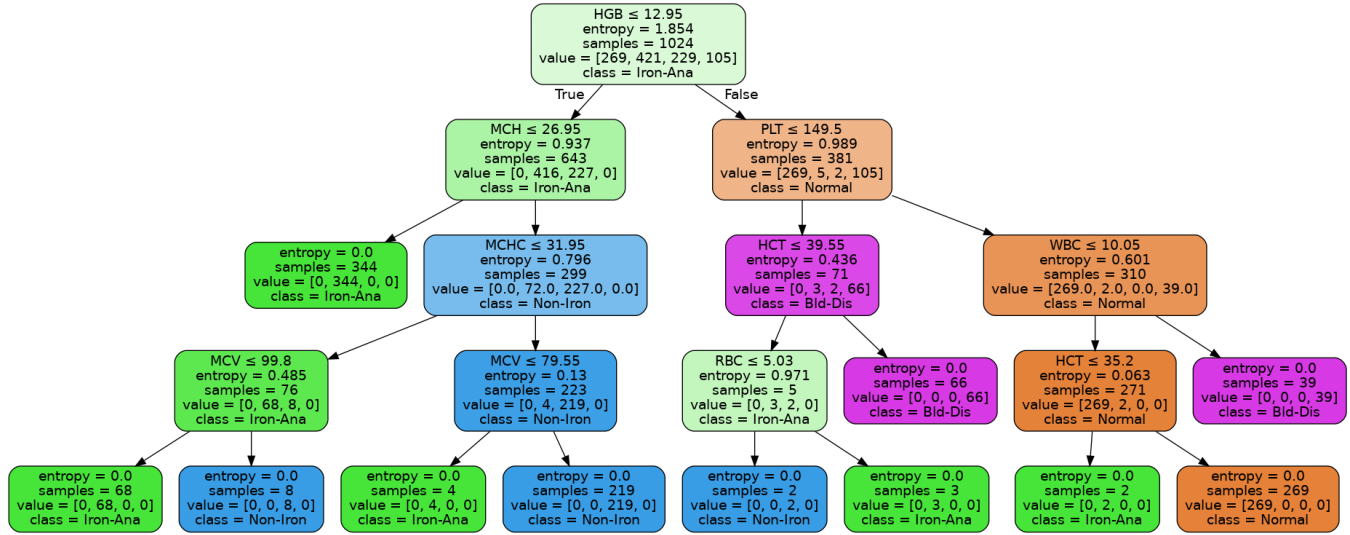 HGB ≤ 12.95
entropy = 1.854
samples = 1024
value = [269, 421, 229, 105]
class = Iron-Ana
True
False
MCH ≤ 26.95
entropy = 0.937
samples = 643
value = [0, 416, 227, 0]
class = Iron-Ana
PLT ≤ 149.5
entropy = 0.989
samples = 381
value = [269, 5, 2, 105]
class = Normal
entropy = 0.0
samples = 344
value = [0, 344, 0, 0]
class = Iron-Ana
MCHC ≤ 31.95
entropy = 0.796
samples = 299
value = [0.0, 72.0, 227.0, 0.0]
class = Non-Iron
HCT ≤ 39.55
entropy = 0.436
samples = 71
value = [0, 3, 2, 66]
class = Bld-Dis
WBC ≤ 10.05
entropy = 0.601
samples = 310
value = [269.0, 2.0, 0.0, 39.0]
class = Normal
MCV ≤ 99.8
entropy = 0.485
samples = 76
value = [0, 68, 8, 0]
class = Iron-Ana
MCV ≤ 79.55
entropy = 0.13
samples = 223
value = [0, 4, 219, 0]
class = Non-Iron
RBC ≤ 5.03
entropy = 0.971
samples = 5
value = [0, 3, 2, 0]
class = Iron-Ana
entropy = 0.0
samples = 66
value = [0, 0, 0, 66]
class = Bld-Dis
HCT ≤ 35.2
entropy = 0.063
samples = 271
value = [269, 2, 0, 0]
class = Normal
entropy = 0.0
samples = 39
value = [0, 0, 0, 39]
class = Bld-Dis
entropy = 0.0
samples = 68
value = [0, 68, 0, 0]
class = Iron-Ana
entropy = 0.0
samples = 8
value = [0, 0, 8, 0]
class = Non-Iron
entropy = 0.0
samples = 4
value = [0, 4, 0, 0]
class = Iron-Ana
entropy = 0.0
samples = 219
value = [0, 0, 219, 0]
class = Non-Iron
entropy = 0.0
samples = 2
value = [0, 0, 2, 0]
class = Non-Iron
entropy = 0.0
samples = 3
value = [0, 3, 0, 0]
class = Iron-Ana
entropy = 0.0
samples = 2
value = [0, 2, 0, 0]
class = Iron-Ana
entropy = 0.0
samples = 269
value = [269, 0, 0, 0]
class = Normal